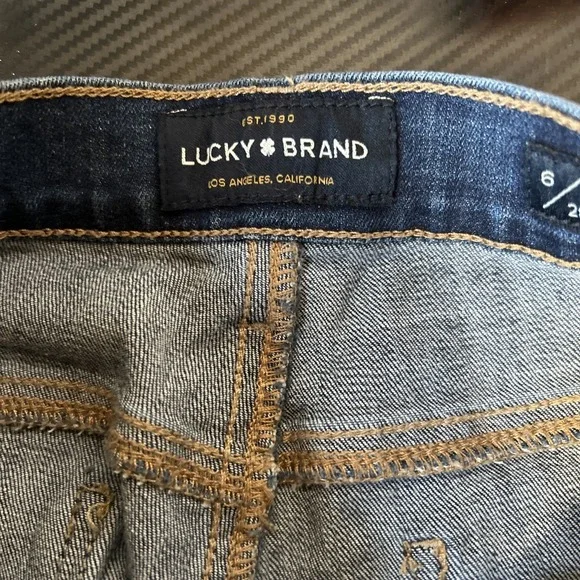 EST.1990
LUCKY BRAND
LOS ANGELES, CALIFORNIA
6